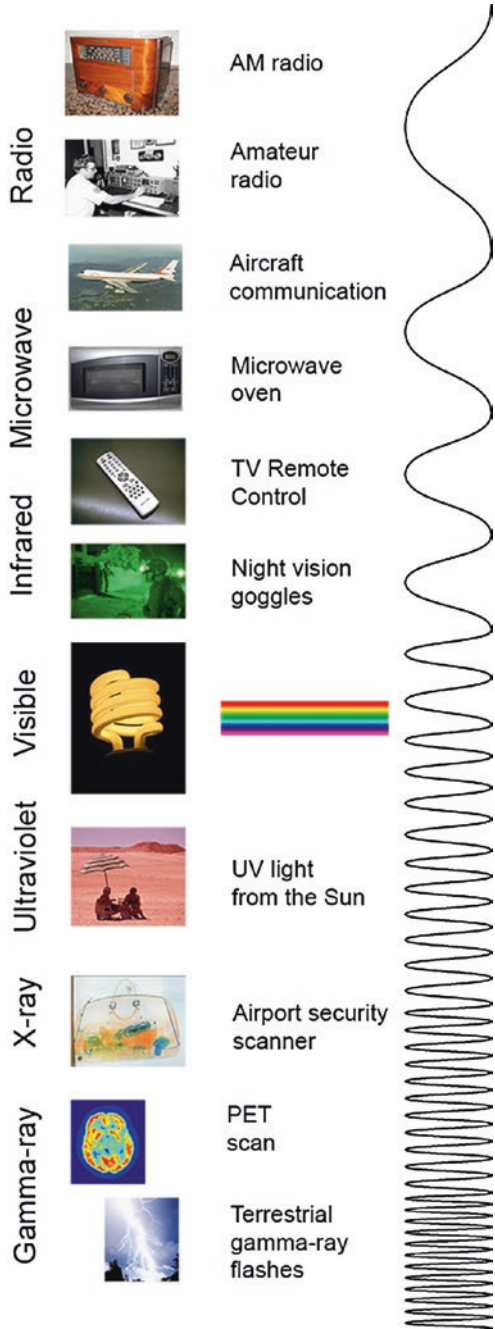 Radio
AM radio
Amateur
radio
Aircraft
communication
Microwave
Microwave
oven
Infrared
TV Remote
Control
Night vision
goggles
Visible
Ultraviolet
UV light
from the Sun
X-ray
Airport security
scanner
Gamma-ray
PET
scan
Terrestrial
gamma-ray
flashes